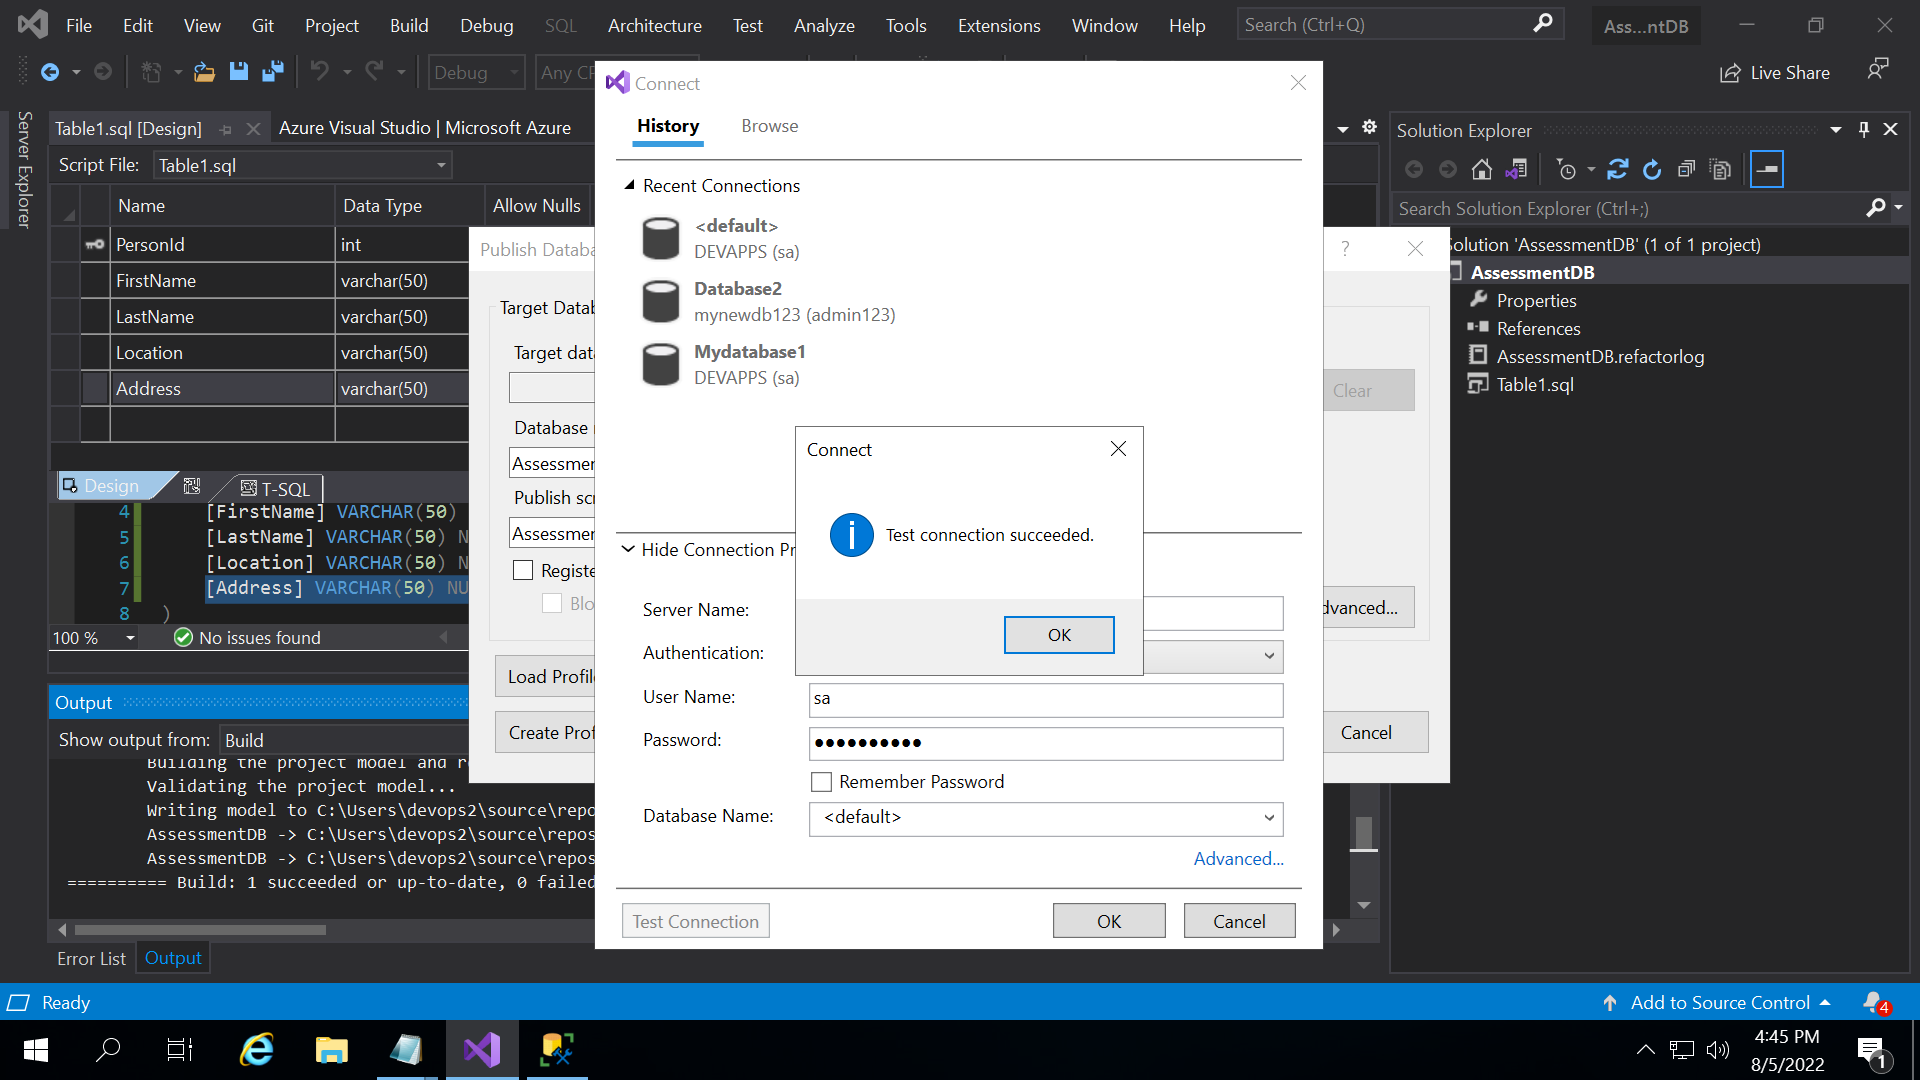 File Edit View Git Project Build Debug SQL Architecture Test Analyze Tools Extensions Window Help Search (Ctrl+Q) Ass...ntDB
Debug Any CP Live Share
Server Explorer
Table1.sql [Design] Azure Visual Studio | Microsoft Azure
Script File: Table1.sql
Name Data Type Allow Nulls
PersonId int
FirstName varchar(50)
LastName varchar(50)
Location varchar(50)
Address varchar(50)
Design T-SQL
4 [FirstName] VARCHAR(50)
5 [LastName] VARCHAR(50) N
6 [Location] VARCHAR(50) N
7 [Address] VARCHAR(50) NU
8 )
100 % No issues found
Output
Show output from: Build
Building the project model and r
Validating the project model...
Writing model to C:\Users\devops2\source\repo
AssessmentDB -> C:\Users\devops2\source\repos
AssessmentDB -> C:\Users\devops2\source\repos
========== Build: 1 succeeded or up-to-date, 0 failed
Error List Output
Publish Databa ?
Target Datab
Target data
Clear
Database
Assessmen
Publish scr
Assessmen
Registe
Blo
dvanced...
Load Profile
Create Prof
Cancel
Connect
History Browse
Recent Connections
<default>
DEVAPPS (sa)
Database2
mynewdb123 (admin123)
Mydatabase1
DEVAPPS (sa)
Hide Connection Pr
Server Name:
Authentication:
User Name: sa
Password: ●●●●●●●●●●
Remember Password
Database Name: <default>
Advanced...
Test Connection OK Cancel
Connect
Test connection succeeded.
OK
Solution Explorer
Search Solution Explorer (Ctrl+;)
Solution 'AssessmentDB' (1 of 1 project)
AssessmentDB
Properties
References
AssessmentDB.refactorlog
Table1.sql
Ready Add to Source Control 4
4:45 PM
8/5/2022
1